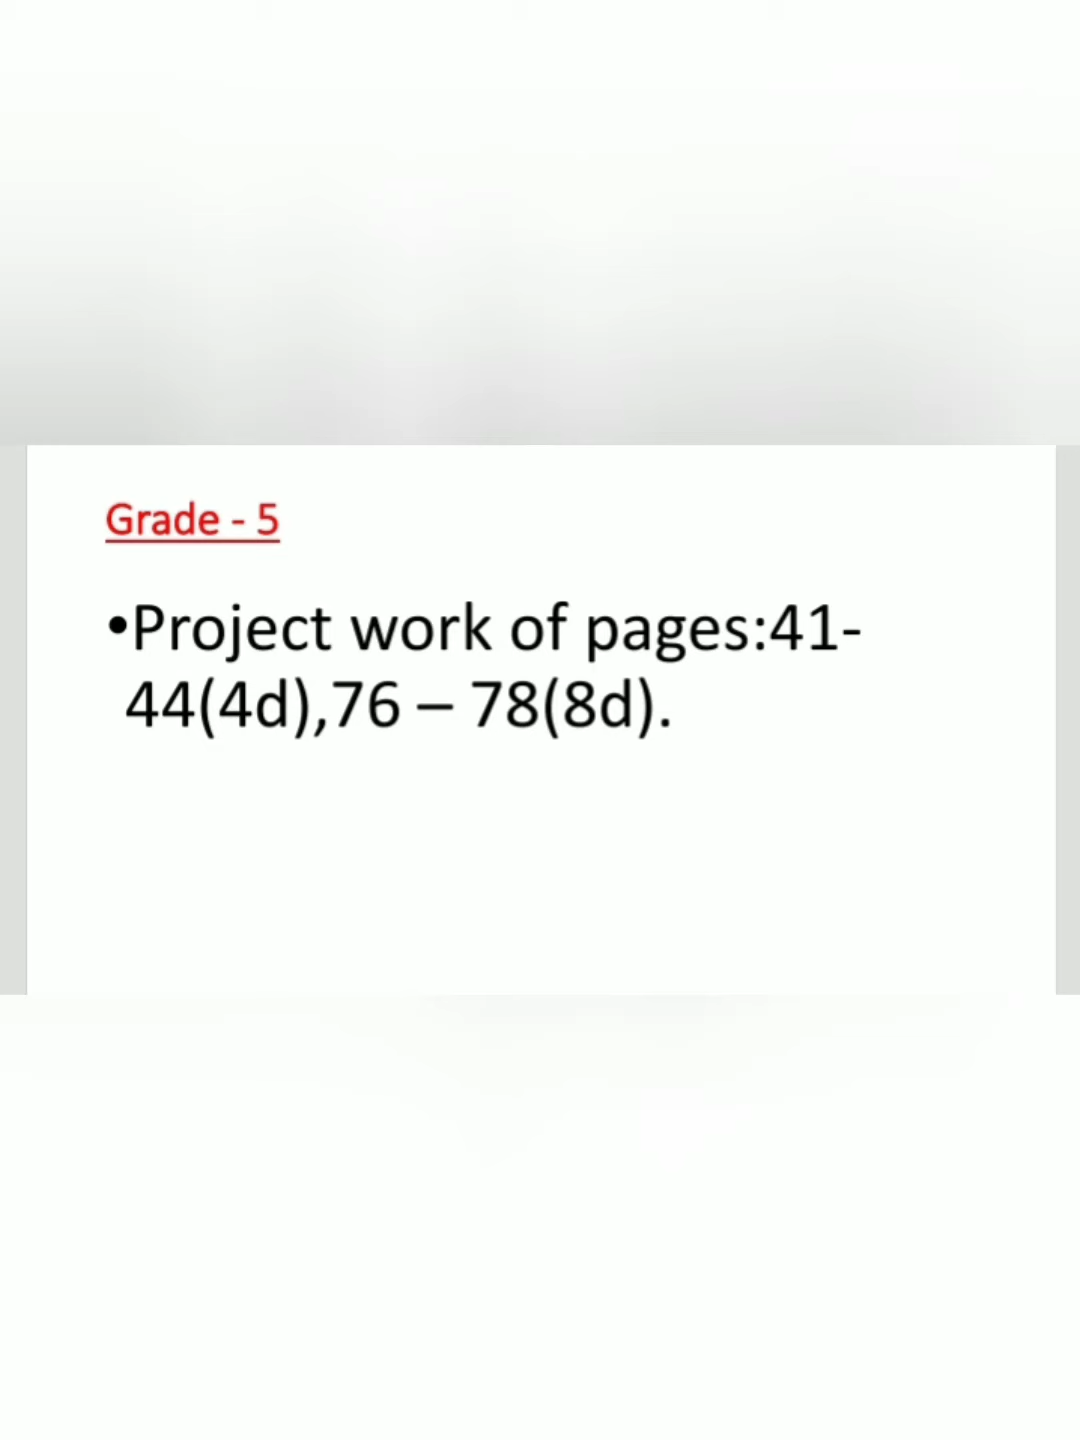 Grade - 5
•Project work of pages:41-
44(4d),76 – 78(8d).